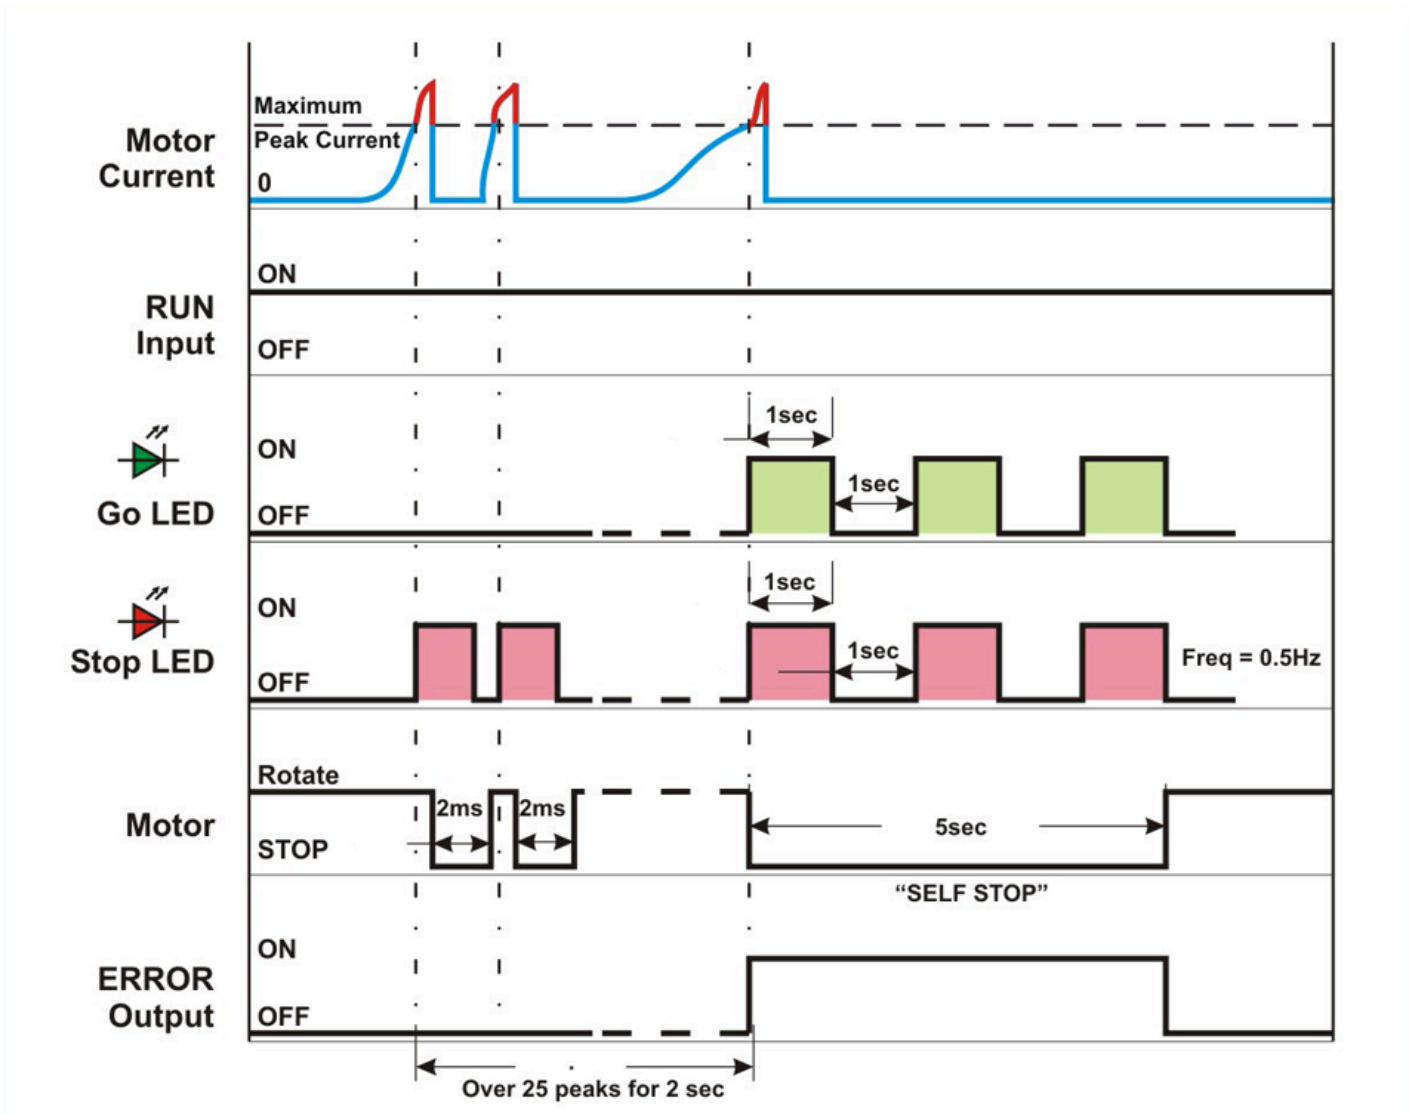 Maximum
Peak Current
Motor
Current
0
ON
RUN
Input
OFF
1sec
ON
1sec
Go LED
OFF
1sec
ON
1sec
Stop LED
OFF
Freq = 0.5Hz
Rotate
2ms
2ms
Motor
5sec
STOP
“SELF STOP”
ON
ERROR
Output
OFF
Over 25 peaks for 2 sec